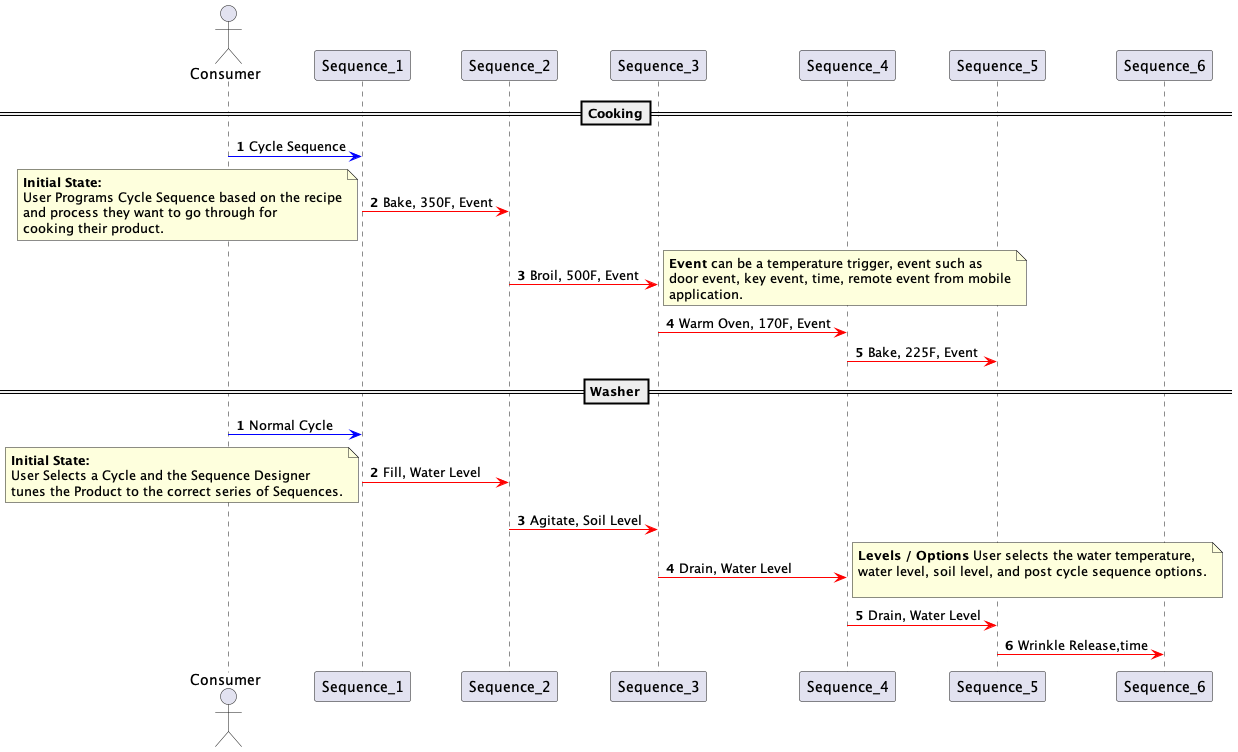 Consumer
Sequence_1
Sequence_2
Sequence_3
Sequence_4
Sequence_5
Sequence_6
Cooking
1 Cycle Sequence
Initial State:
User Programs Cycle Sequence based on the recipe
and process they want to go through for
cooking their product.
2 Bake, 350F, Event
3 Broil, 500F, Event
Event can be a temperature trigger, event such as
door event, key event, time, remote event from mobile
application.
4 Warm Oven, 170F, Event
5 Bake, 225F, Event
Washer
1 Normal Cycle
Initial State:
User Selects a Cycle and the Sequence Designer
tunes the Product to the correct series of Sequences.
2 Fill, Water Level
3 Agitate, Soil Level
4 Drain, Water Level
Levels / Options User selects the water temperature,
water level, soil level, and post cycle sequence options.
5 Drain, Water Level
6 Wrinkle Release,time
Consumer
Sequence_1
Sequence_2
Sequence_3
Sequence_4
Sequence_5
Sequence_6